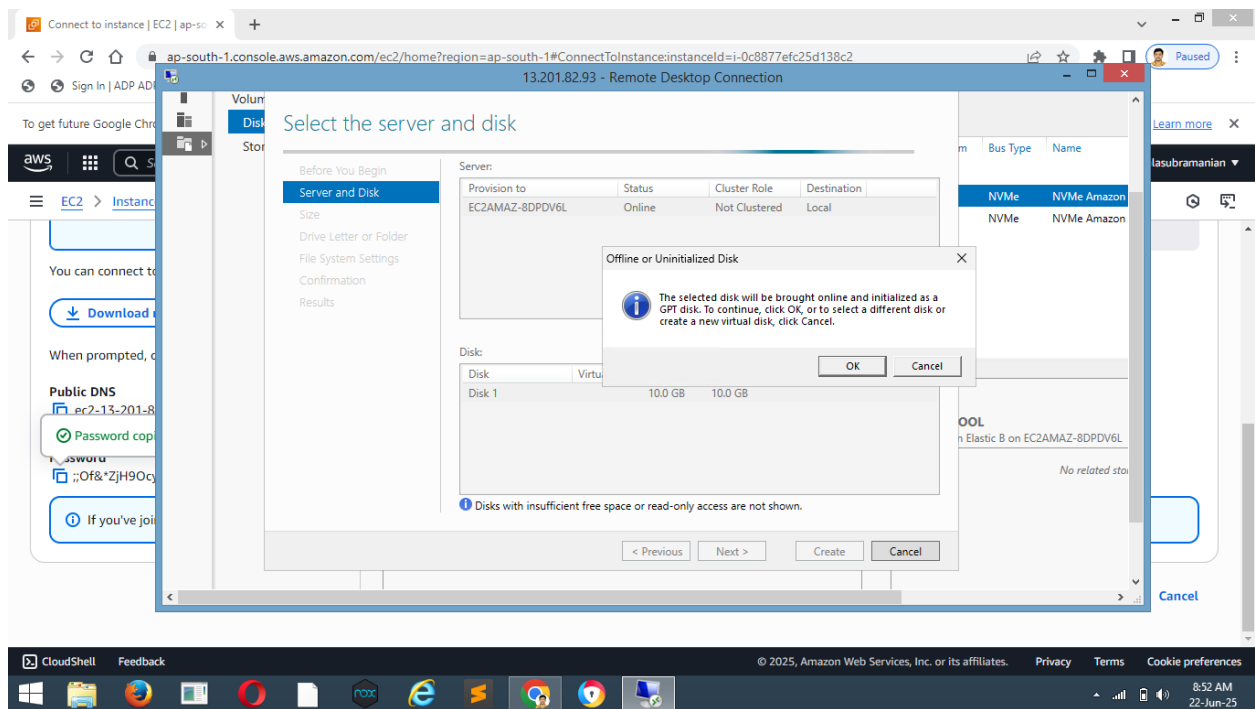 Connect to instance | EC2 | ap-so
ap-south-1.console.aws.amazon.com/ec2/home?region=ap-south-1#ConnectToInstance:instanceId=i-0c8877efc25d138c2
Paused
Sign In | ADP
13.201.82.93 - Remote Desktop Connection
To get future Google Chr
Learn more
aws
lasubramanian
EC2
Instanc
You can connect to
Download
When prompted,
Public DNS
ec2-13-201-8
Password copi
;;Of&*ZjH9Ocy
If you've joi
Volum
Disk
Stor
Select the server and disk
Before You Begin
Server and Disk
Size
Drive Letter or Folder
File System Settings
Confirmation
Results
Server:
Provision to Status Cluster Role Destination
EC2AMAZ-8DPDV6L Online Not Clustered Local
Offline or Uninitialized Disk
The selected disk will be brought online and initialized as a
GPT disk. To continue, click OK, or to select a different disk or
create a new virtual disk, click Cancel.
OK Cancel
Disk:
Disk Virtu
Disk 1 10.0 GB 10.0 GB
Disks with insufficient free space or read-only access are not shown.
< Previous Next > Create Cancel
m Bus Type Name
NVMe NVMe Amazon
NVMe NVMe Amazon
OOL
n Elastic B on EC2AMAZ-8DPDV6L
No related sto
Cancel
CloudShell Feedback
© 2025, Amazon Web Services, Inc. or its affiliates. Privacy Terms Cookie preferences
nox
8:52 AM
22-Jun-25